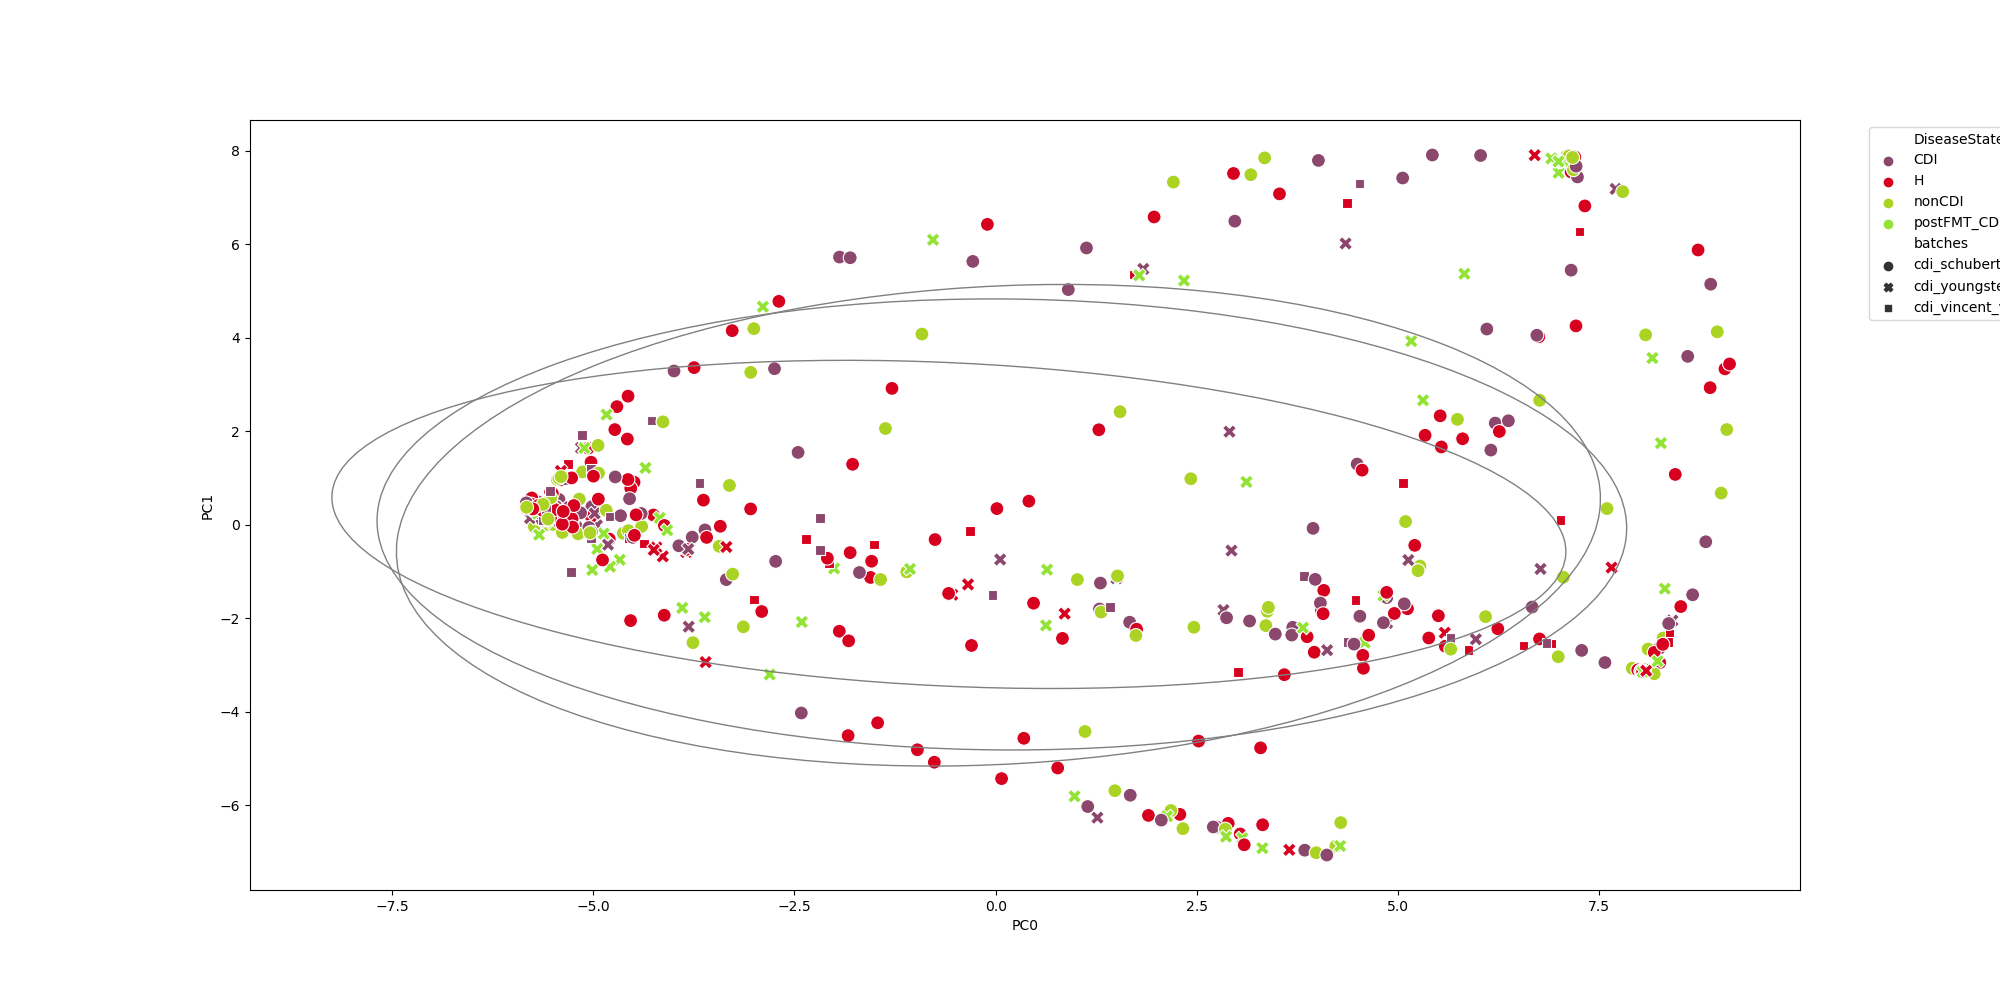 8
6
4
2
0
−2
−4
−6
PC1
−7.5
−5.0
−2.5
0.0
2.5
5.0
7.5
PC0
DiseaseState
CDI
H
nonCDI
postFMT_CD
batches
cdi_schubert
cdi_youngste
cdi_vincent_